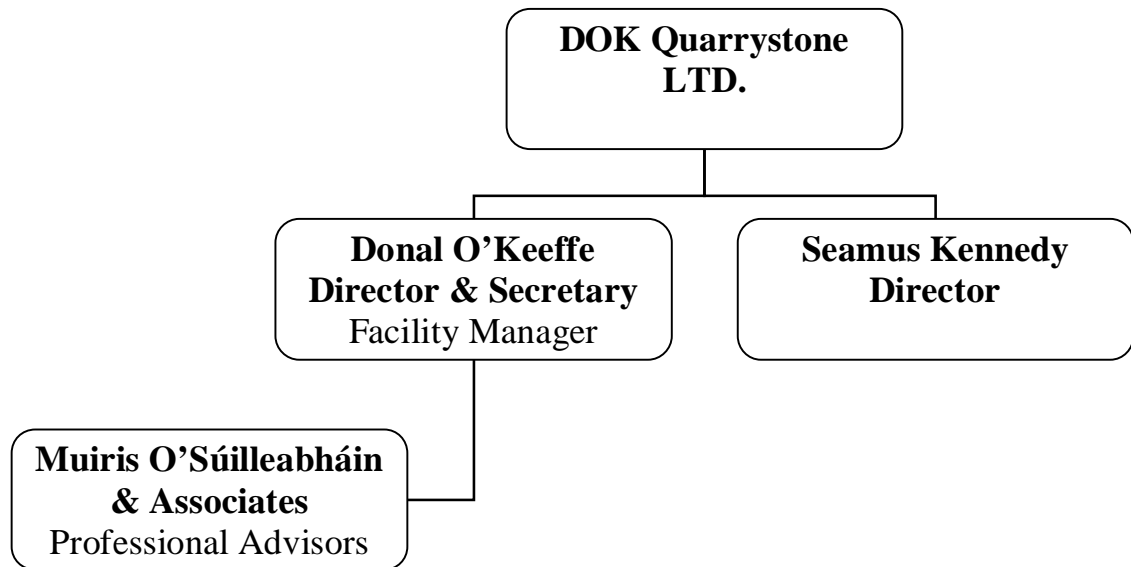 DOK Quarrystone
LTD.
Donal O’Keeffe
Director & Secretary
Facility Manager
Seamus Kennedy
Director
Muiris O’Súilleabháin
& Associates
Professional Advisors